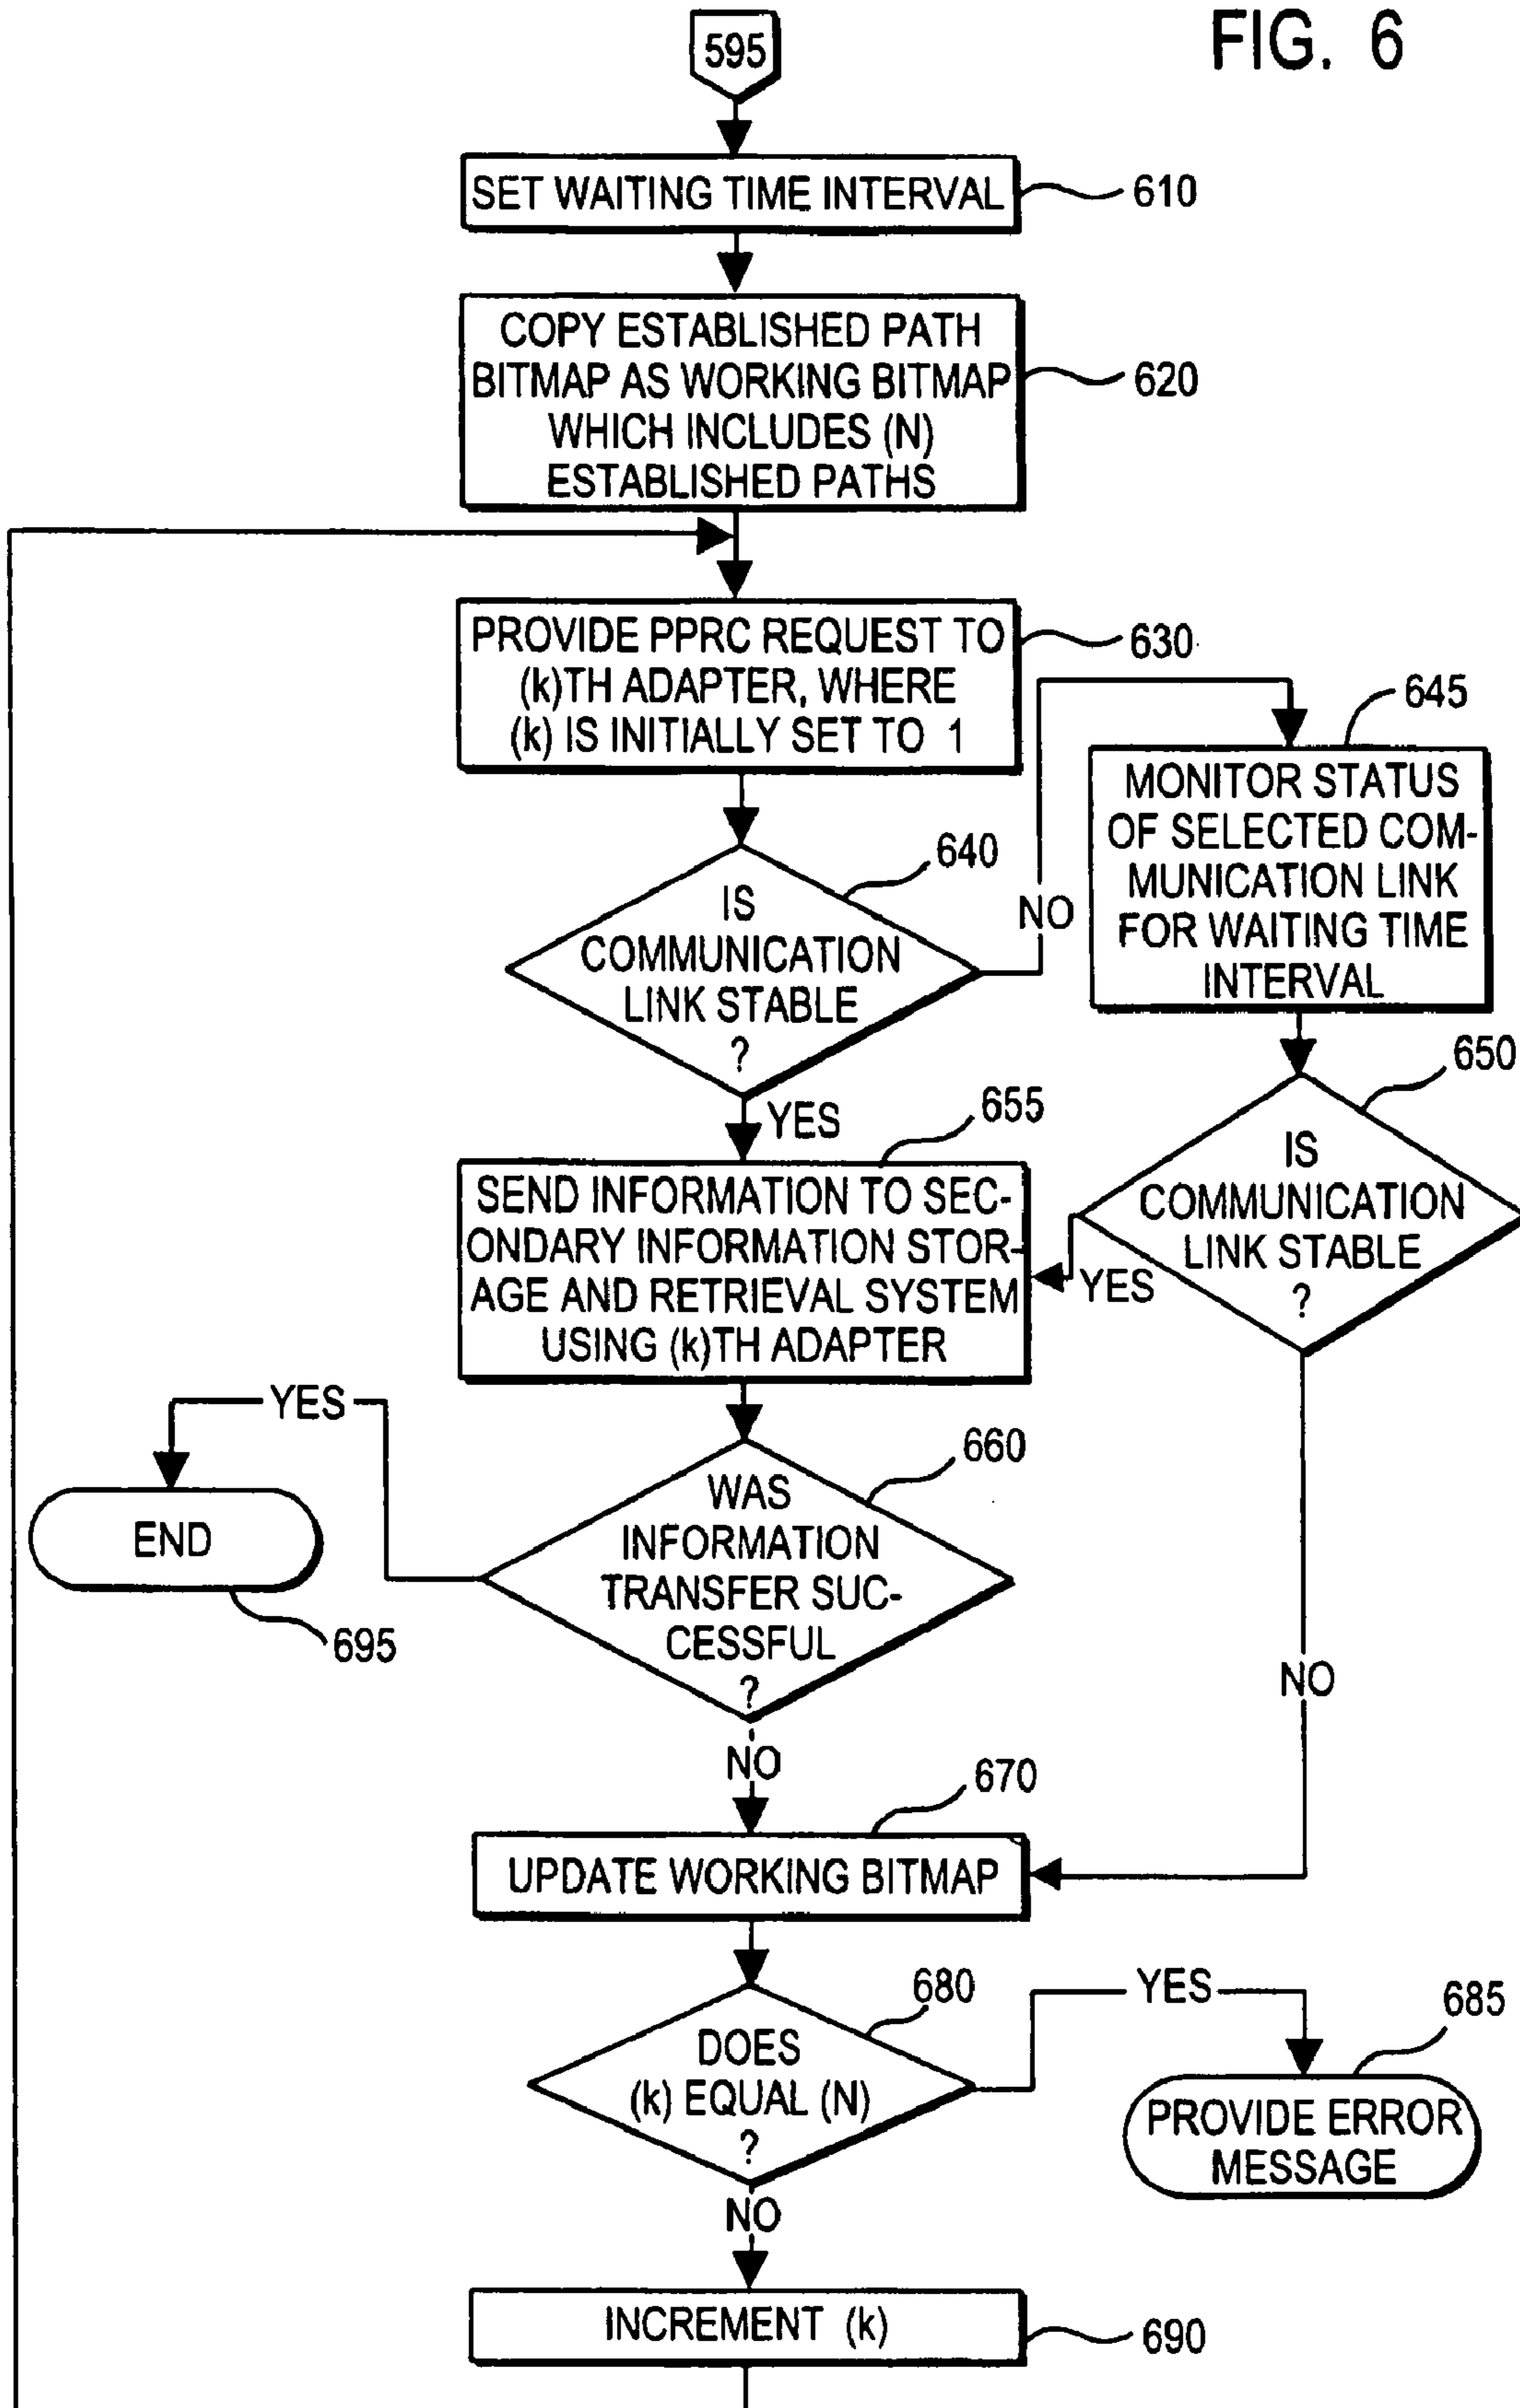 FIG. 6
595
SET WAITING TIME INTERVAL
610
COPY ESTABLISHED PATH
BITMAP AS WORKING BITMAP
WHICH INCLUDES (N)
ESTABLISHED PATHS
620
PROVIDE PPRC REQUEST TO
(k)TH ADAPTER, WHERE
(k) IS INITIALLY SET TO 1
630
IS
COMMUNICATION
LINK STABLE
?
640
NO
645
MONITOR STATUS
OF SELECTED COM-
MUNICATION LINK
FOR WAITING TIME
INTERVAL
YES
650
IS
COMMUNICATION
LINK STABLE
?
YES
NO
655
SEND INFORMATION TO SEC-
ONDARY INFORMATION STOR-
AGE AND RETRIEVAL SYSTEM
USING (k)TH ADAPTER
660
WAS
INFORMATION
TRANSFER SUC-
CESSFUL
?
YES
END
695
NO
670
UPDATE WORKING BITMAP
680
DOES
(k) EQUAL (N)
?
YES
685
PROVIDE ERROR
MESSAGE
NO
INCREMENT (k)
690